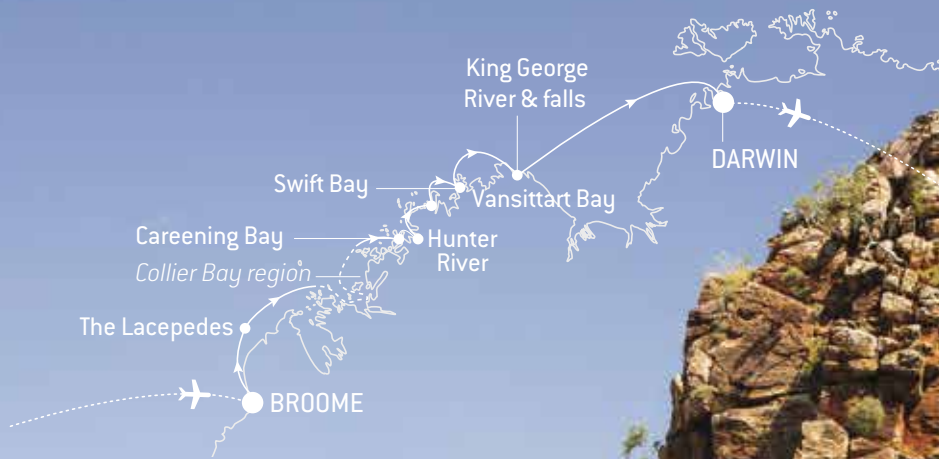 King George
River & falls
DARWIN
Swift Bay
Vansittart Bay
Careening Bay
Hunter
River
Collier Bay region
The Lacepedes
BROOME